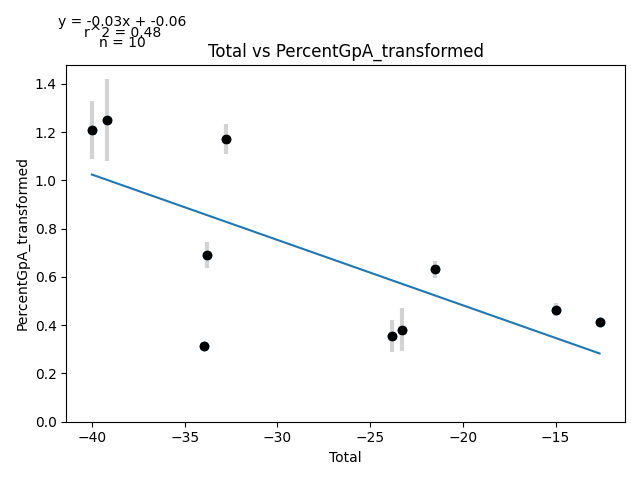 y = -0.03x + -0.06
r^2 = 0.48
n = 10
Total vs PercentGpA_transformed
PercentGpA_transformed
1.4
1.2
1.0
0.8
0.6
0.4
0.2
0.0
−40
−35
−30
−25
−20
−15
Total